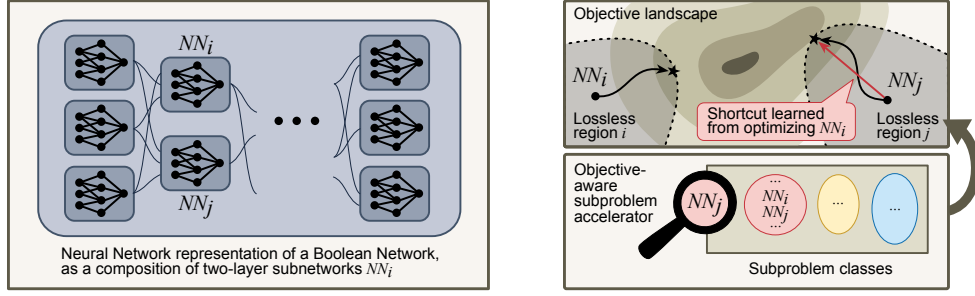 NNi
NNj
Neural Network representation of a Boolean Network,
as a composition of two-layer subnetworks NNi
Objective landscape
NNi
NNj
Lossless
region i
Shortcut learned
from optimizing NNi
Lossless
region j
Objective-
aware
subproblem
accelerator
NNj
...
NNi
NNj
...
...
...
Subproblem classes